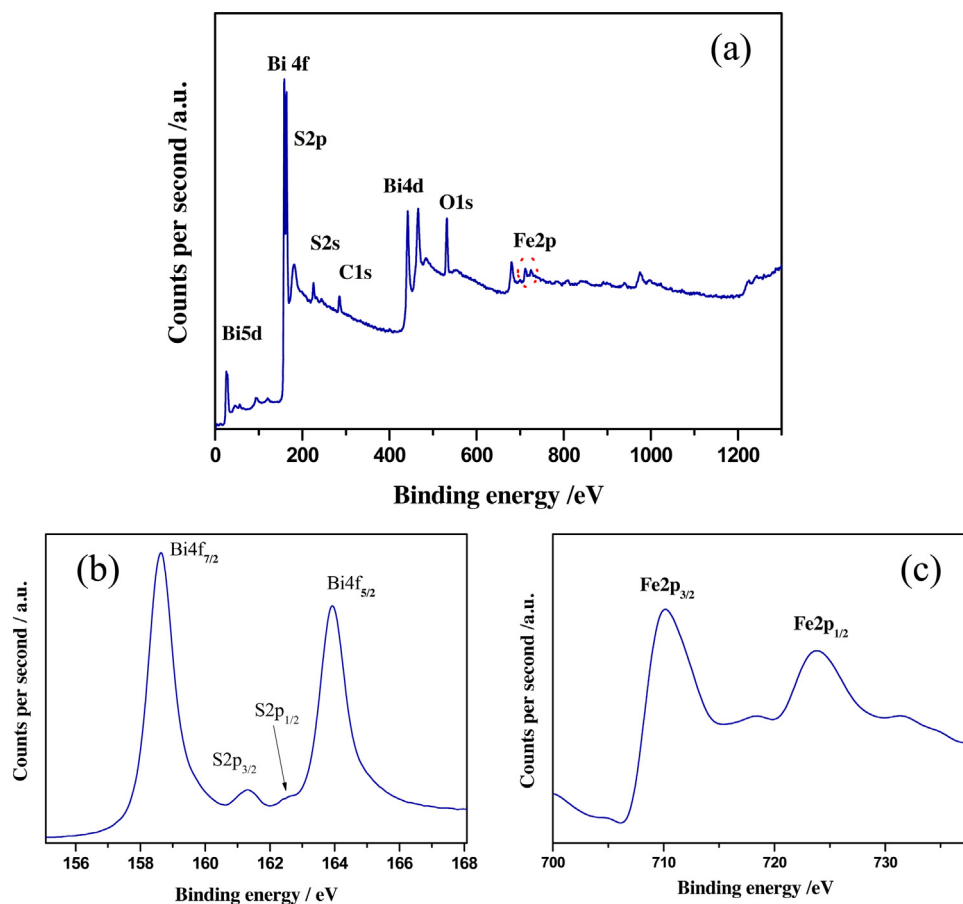 (a)
Bi 4f
S2p
S2s
C1s
Bi4d
O1s
Fe2p
Bi5d
Counts per second /a.u.
0 200 400 600 800 1000 1200
Binding energy /eV
(b)
Bi4f7/2
Bi4f5/2
S2p1/2
S2p3/2
Counts per second / a.u.
156 158 160 162 164 166 168
Binding energy / eV
(c)
Fe2p3/2
Fe2p1/2
Counts per second /a.u.
700 710 720 730
Binding energy /eV